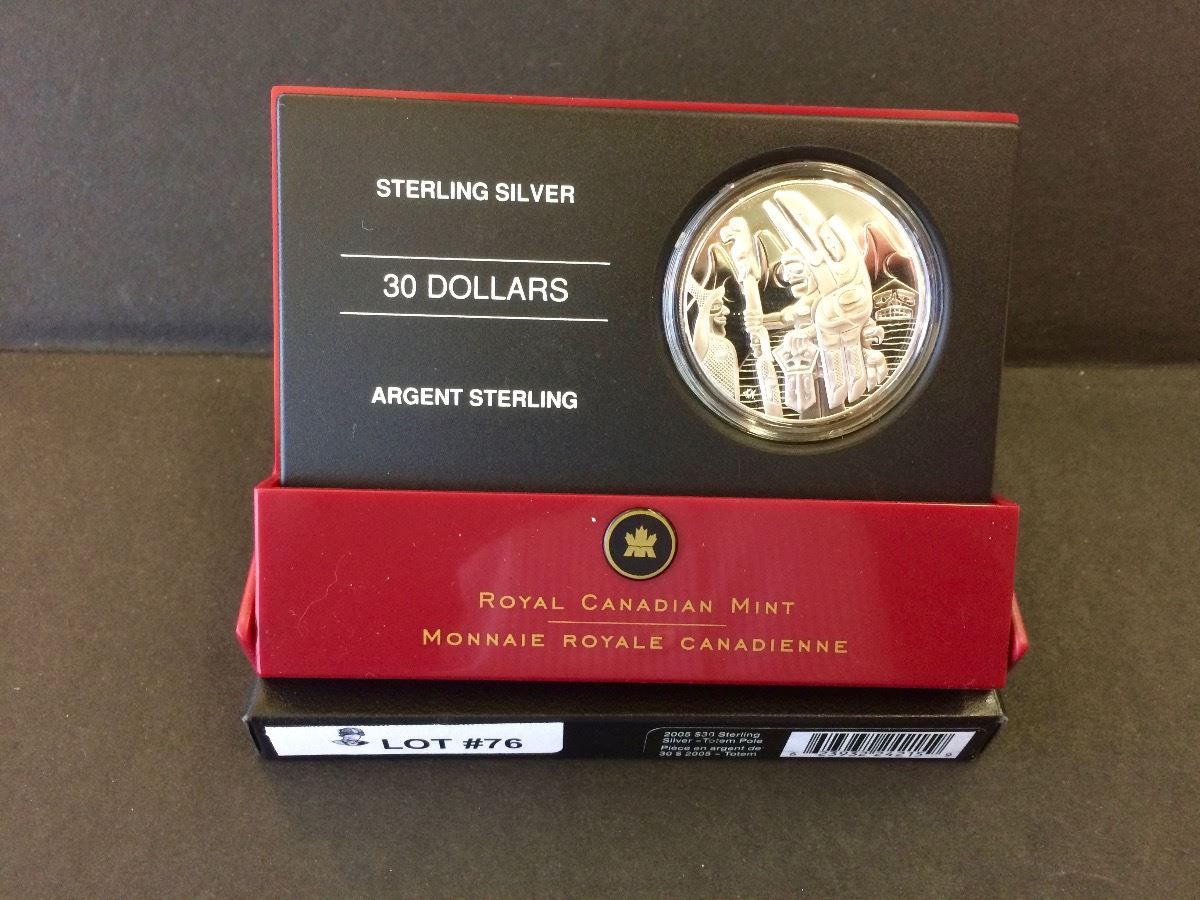 STERLING SILVER
30 DOLLARS
ARGENT STERLING
ROYAL CANADIAN MINT
MONNAIE ROYALE CANADIENNE
LOT #76
2005 $30 Sterling
Silver - Totem Pole
Pièce en argent de
30 $ 2005 - Totem